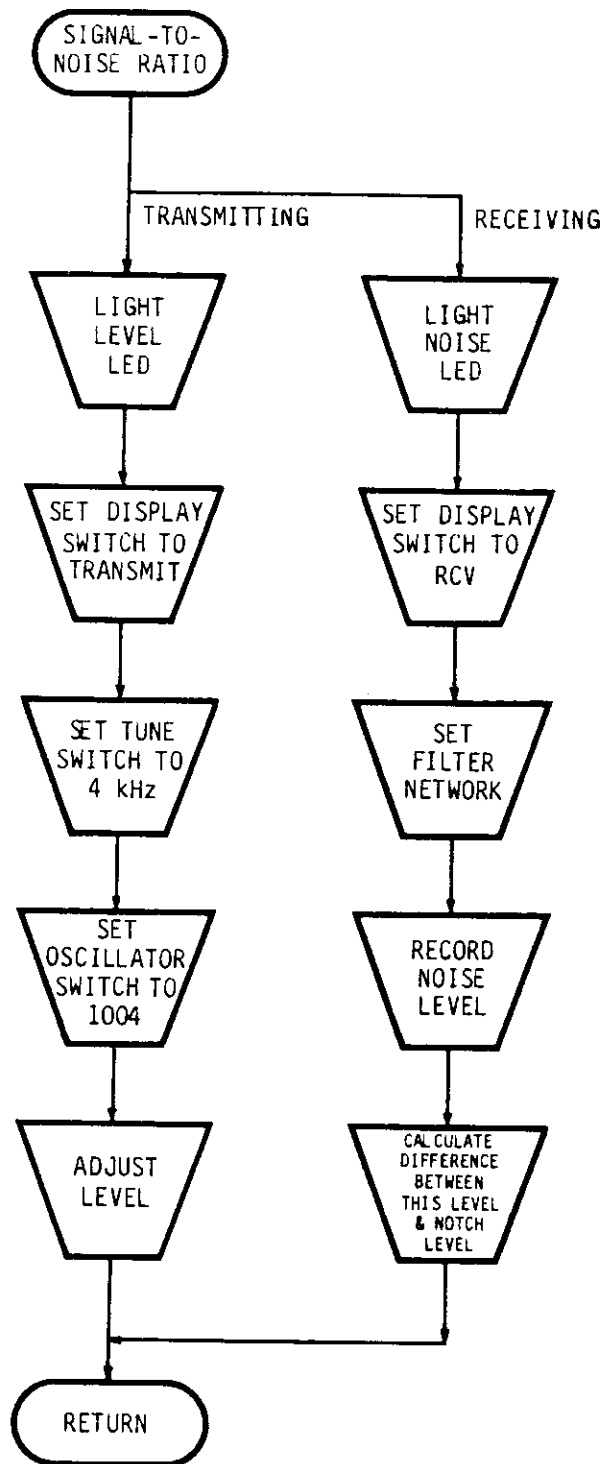 SIGNAL-TO-
NOISE RATIO
TRANSMITTING
RECEIVING
LIGHT
LEVEL
LED
SET DISPLAY
SWITCH TO
TRANSMIT
SET TUNE
SWITCH TO
4 kHz
SET
OSCILLATOR
SWITCH TO
1004
ADJUST
LEVEL
LIGHT
NOISE
LED
SET DISPLAY
SWITCH TO
RCV
SET
FILTER
NETWORK
RECORD
NOISE
LEVEL
CALCULATE
DIFFERENCE
BETWEEN
THIS LEVEL
& NOTCH
LEVEL
RETURN